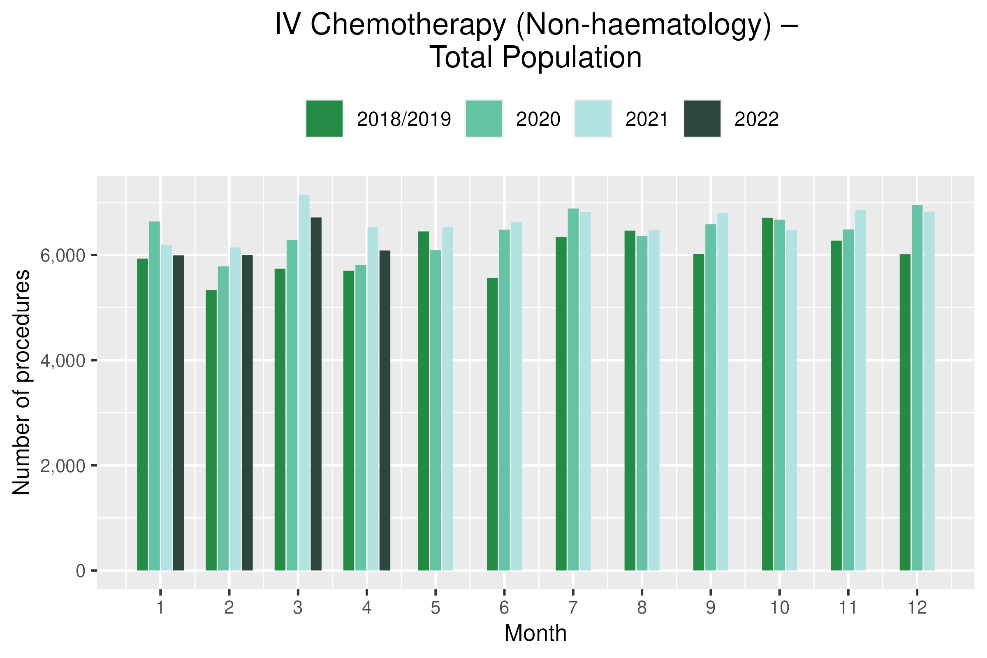 IV Chemotherapy (Non-haematology) –
Total Population
2018/2019 2020 2021 2022
Number of procedures
6,000
4,000
2,000
0
1 2 3 4 5 6 7 8 9 10 11 12
Month